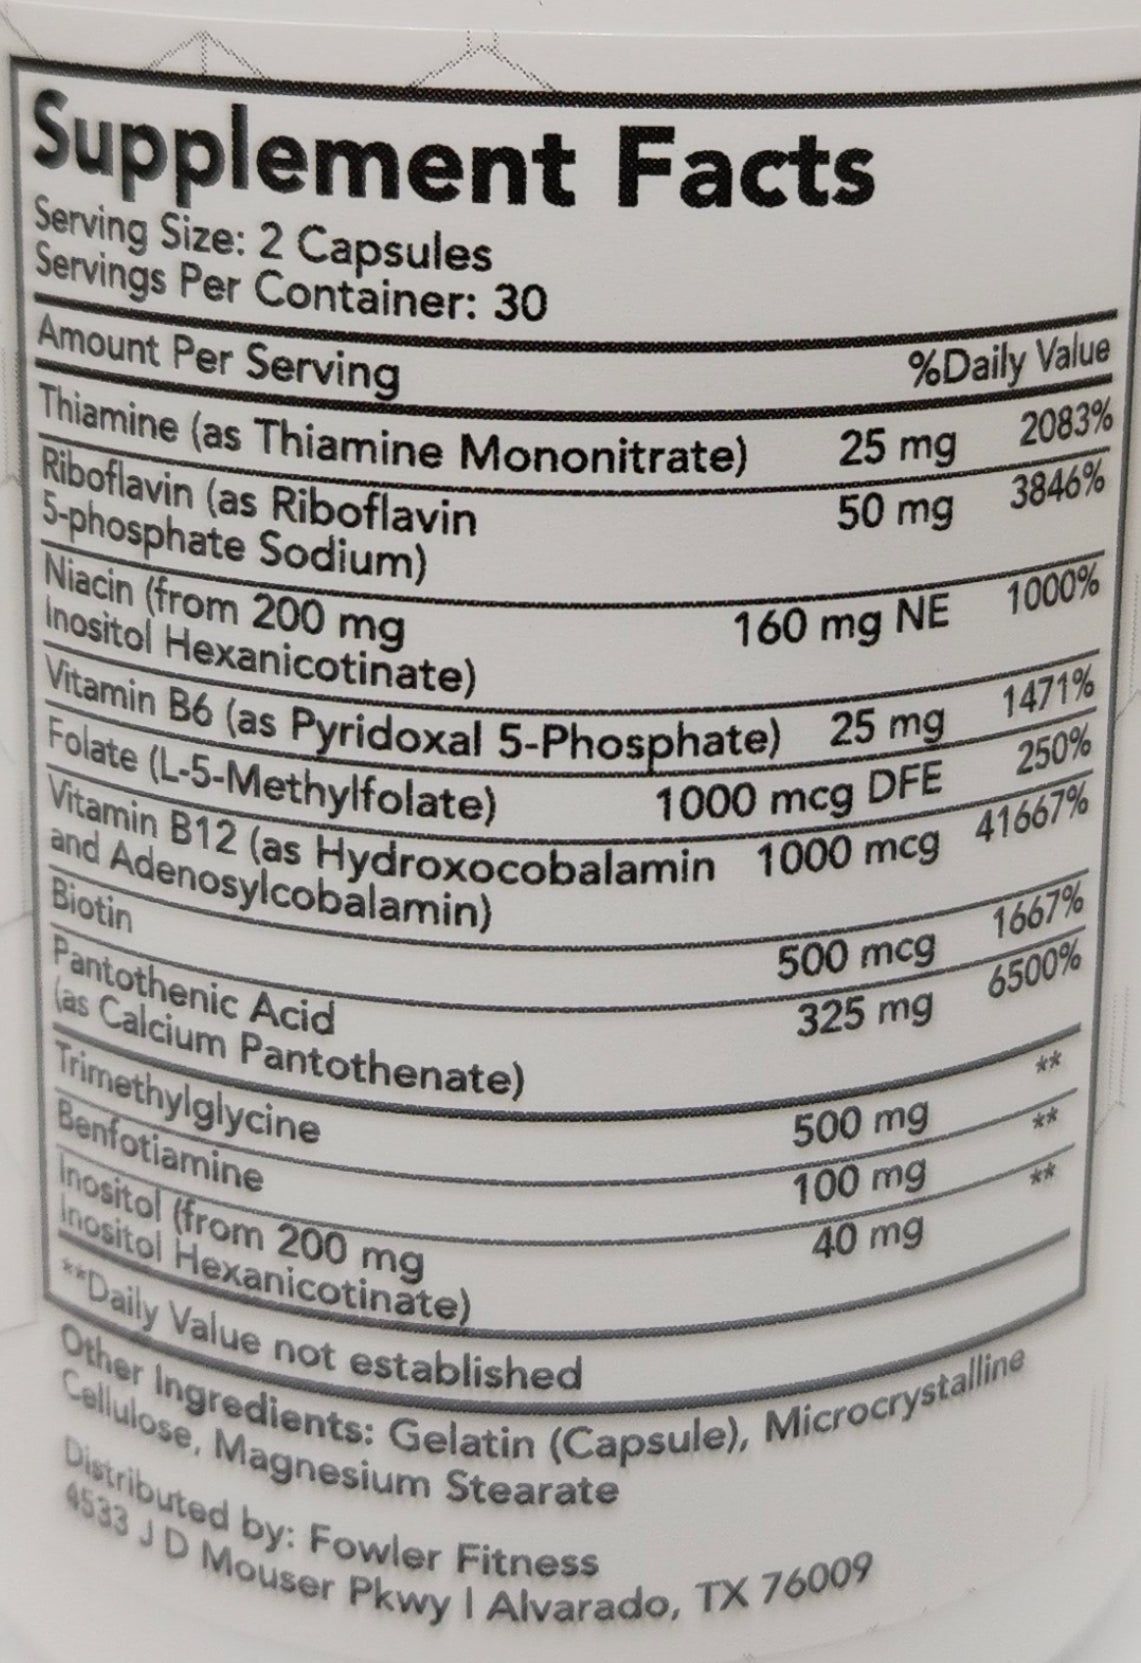 Supplement Facts
Serving Size: 2 Capsules
Servings Per Container: 30
Amount Per Serving %Daily Value
Thiamine (as Thiamine Mononitrate) 25 mg 2083%
Riboflavin (as Riboflavin 50 mg 3846%
5-phosphate Sodium)
Niacin (from 200 mg 160 mg NE 1000%
Inositol Hexanicotinate)
Vitamin B6 (as Pyridoxal 5-Phosphate) 25 mg 1471%
Folate (L-5-Methylfolate) 1000 mcg DFE 250%
Vitamin B12 (as Hydroxocobalamin 1000 mcg 41667%
and Adenosylcobalamin)
Biotin 500 mcg 1667%
Pantothenic Acid 325 mg 6500%
(as Calcium Pantothenate)
Trimethylglycine 500 mg **
Benfotiamine 100 mg **
Inositol (from 200 mg 40 mg **
Inositol Hexanicotinate)
**Daily Value not established
Other Ingredients: Gelatin (Capsule), Microcrystalline
Cellulose, Magnesium Stearate
Distributed by: Fowler Fitness
4533 J D Mouser Pkwy | Alvarado, TX 76009